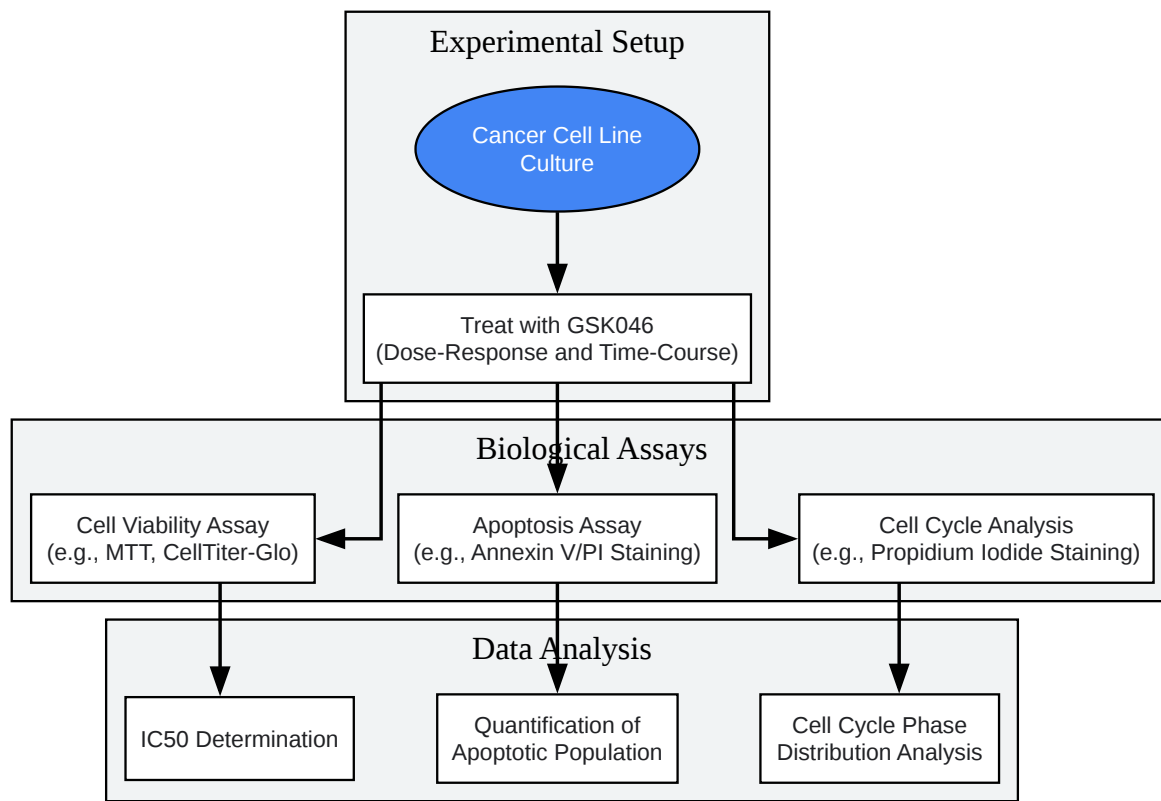 Experimental Setup
Cancer Cell Line
Culture
Treat with GSK046
(Dose-Response and Time-Course)
Biological Assays
Cell Viability Assay
(e.g., MTT, CellTiter-Glo)
Apoptosis Assay
(e.g., Annexin V/PI Staining)
Cell Cycle Analysis
(e.g., Propidium Iodide Staining)
Data Analysis
IC50 Determination
Quantification of
Apoptotic Population
Cell Cycle Phase
Distribution Analysis